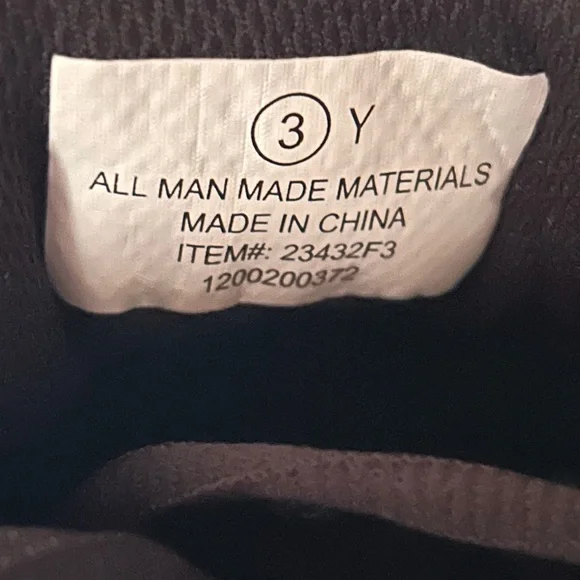 3 Y
ALL MAN MADE MATERIALS
MADE IN CHINA
ITEM#: 23432F3
1200200372